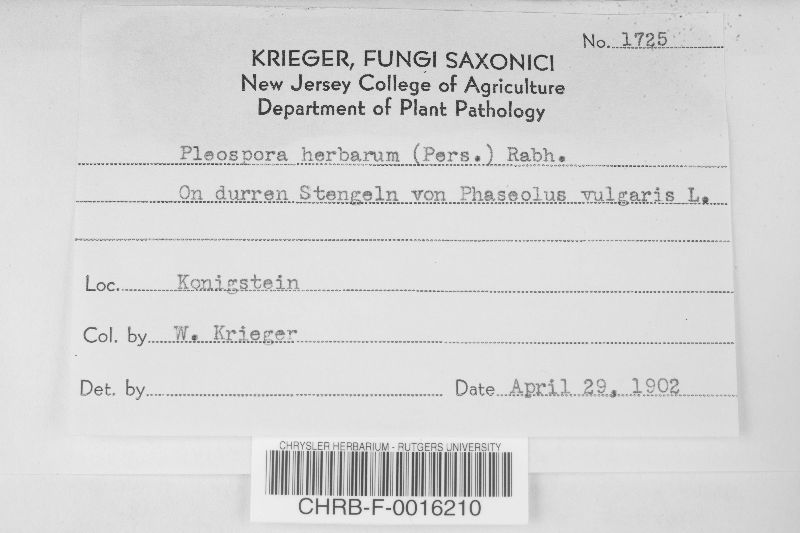 No. 1725
KRIEGER, FUNGI SAXONICI
New Jersey College of Agriculture
Department of Plant Pathology
Pleospora herbarum (Pers.) Rabh.
On durren Stengeln von Phaseolus vulgaris L.
Loc. Konigstein
Col. by W. Krieger
Det. by
Date April 29, 1902
CHRYSLER HERBARIUM - RUTGERS UNIVERSITY
CHRB-F-0016210